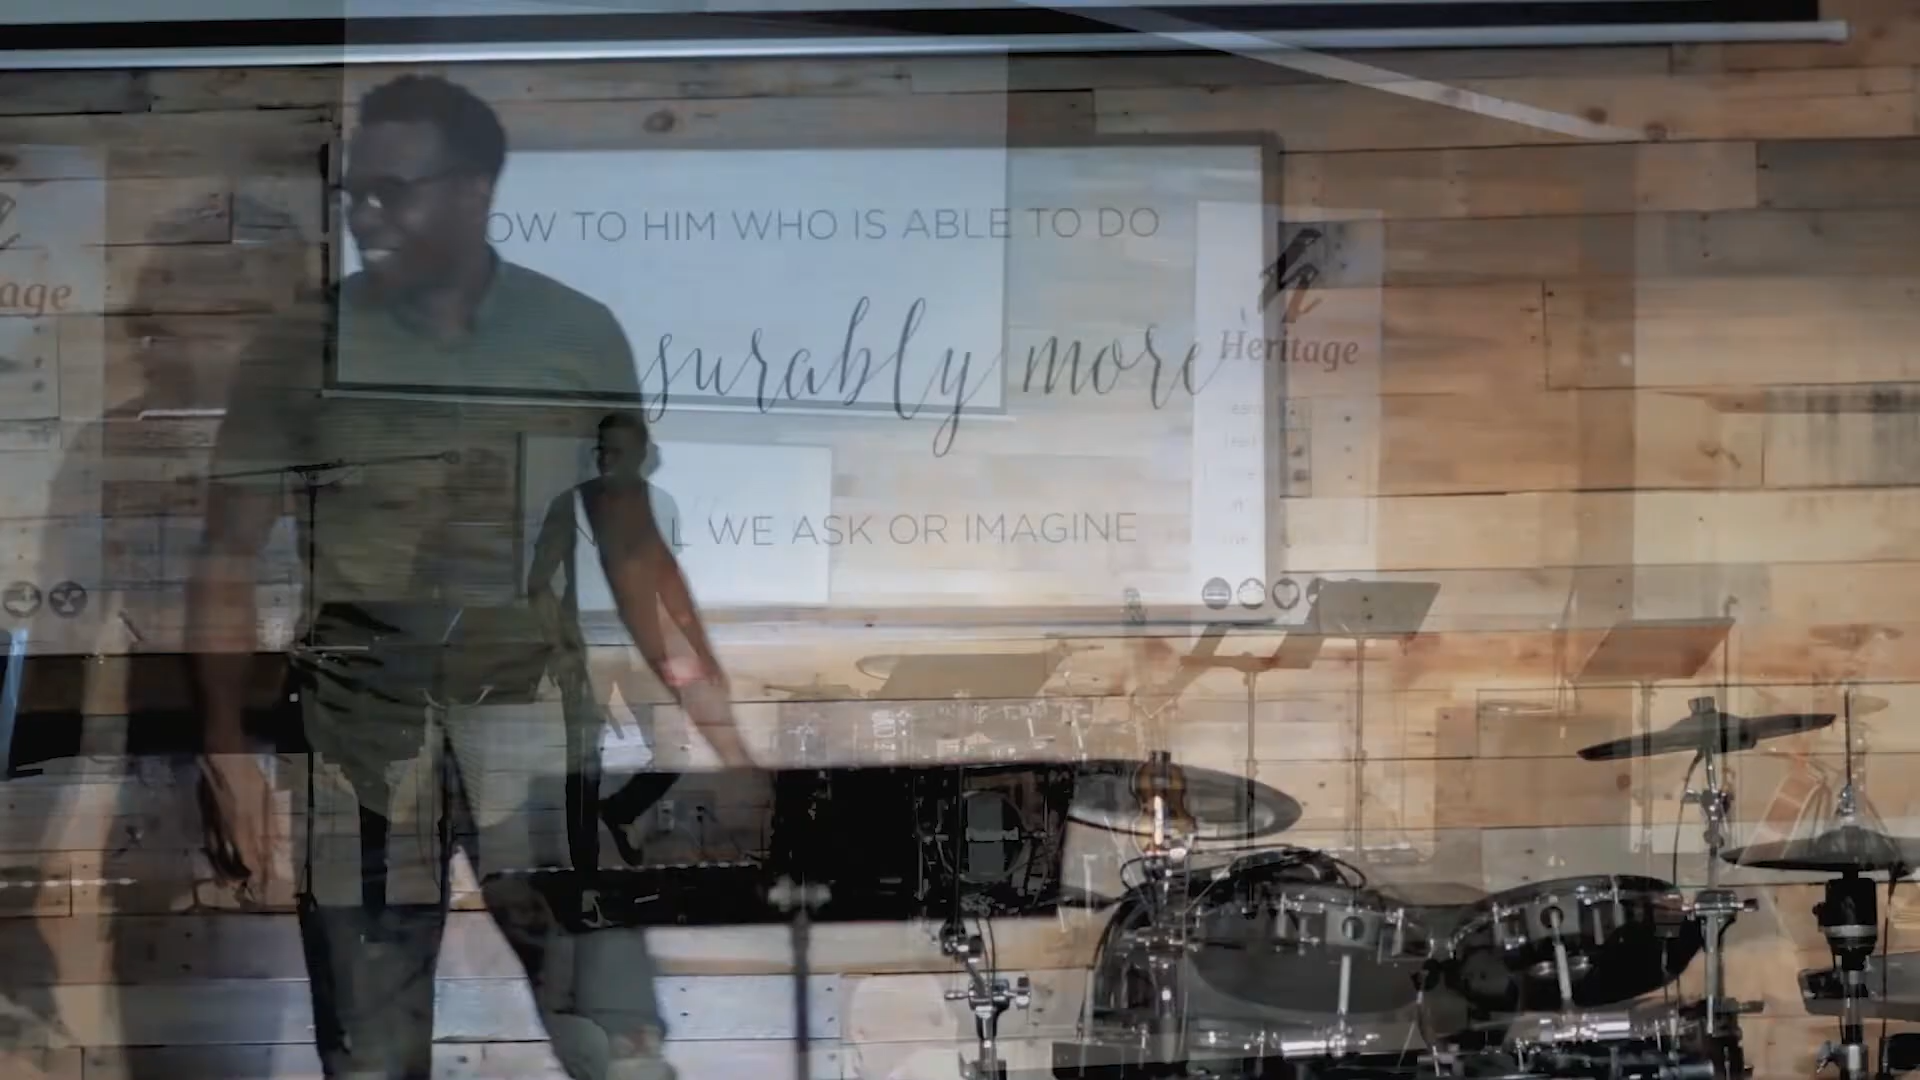 OW TO HIM WHO IS ABLE TO DO
surably more
L WE ASK OR IMAGINE
Heritage
age